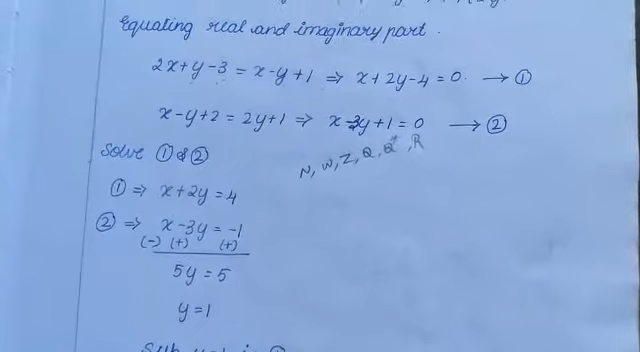 Equating real and imaginary part.
2x+y-3 = x-y+1 ⇒ x+2y-4=0. → ①
x-y+2 = 2y+1 ⇒ x-3y+1=0 → ②
Solve ① & ②
N, W, Z, Q, Q*, R
① ⇒ x+2y=4
② ⇒ x-3y=-1
(-) (+) (+)
5y=5
y=1